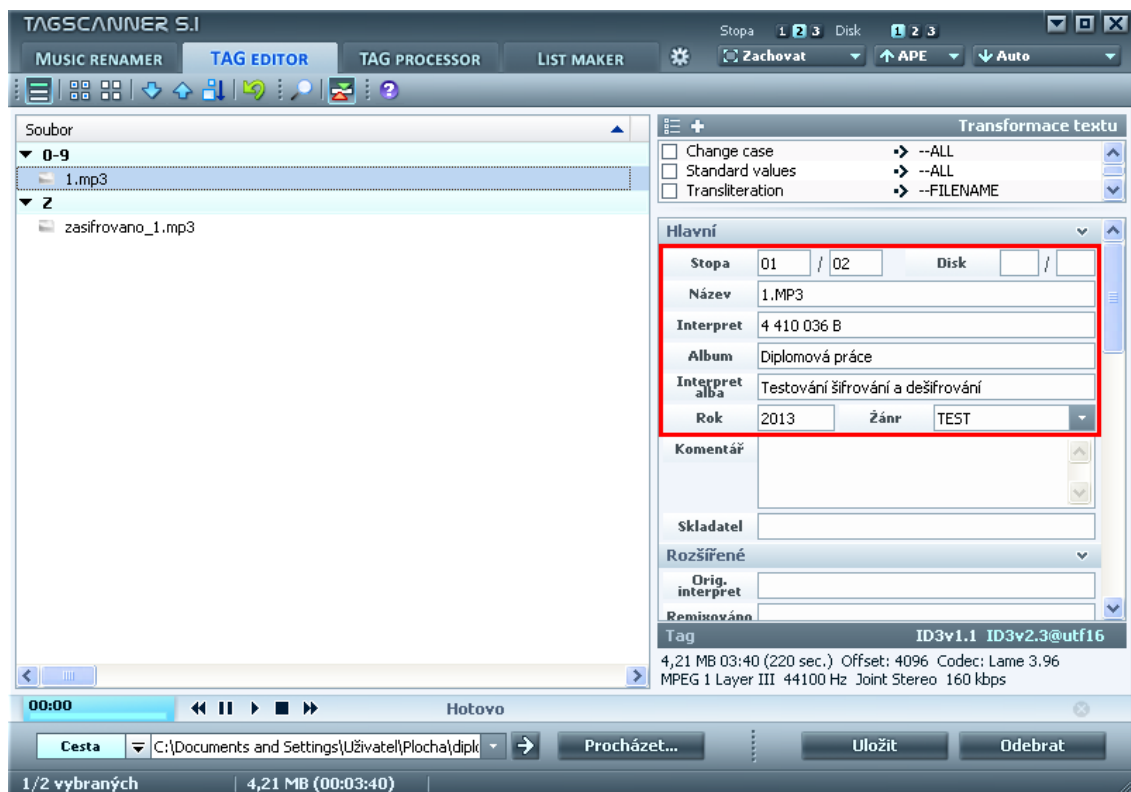 TAGSCANNER 5.1
Stopa 1 2 3 Disk 1 2 3
MUSIC RENAMER TAG EDITOR TAG PROCESSOR LIST MAKER Zachovat APE Auto
Soubor
Transformace textu
0-9
Change case --ALL
1.mp3
Standard values --ALL
Transliteration --FILENAME
Z
zasifrovano_1.mp3
Hlavní
Stopa 01 / 02 Disk /
Název 1.MP3
Interpret 4 410 036 B
Album Diplomová práce
Interpret alba Testování šifrování a dešifrování
Rok 2013 Žánr TEST
Komentář
Skladatel
Rozšířené
Orig.
interpret
Remixováno
Tag ID3v1.1 ID3v2.3@utf16
4,21 MB 03:40 (220 sec.) Offset: 4096 Codec: Lame 3.96
MPEG 1 Layer III 44100 Hz Joint Stereo 160 kbps
00:00 Hotovo
Cesta C:\Documents and Settings\Uživatel\Plocha\diplo Procházet... Uložit Odebrat
1/2 vybraných 4,21 MB (00:03:40)